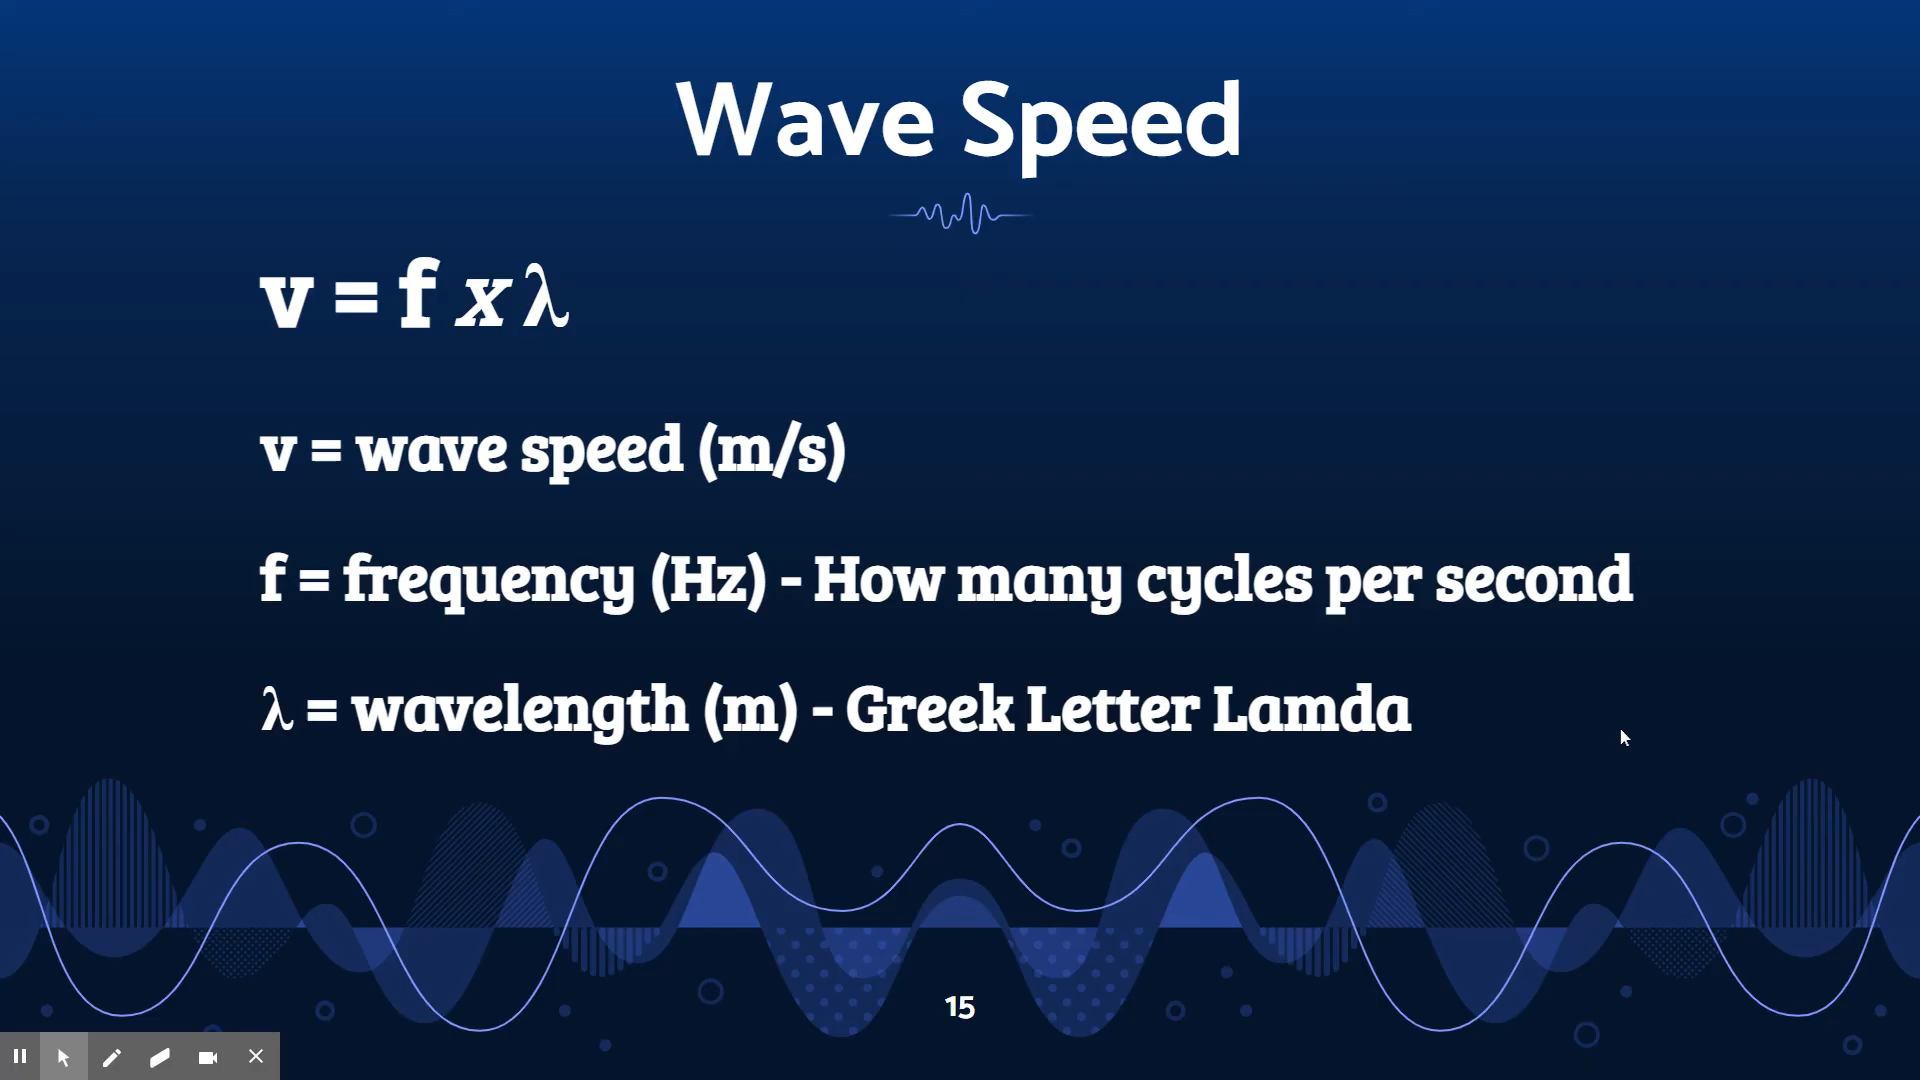 Wave Speed
v = f x λ
v = wave speed (m/s)
f = frequency (Hz) - How many cycles per second
λ = wavelength (m) - Greek Letter Lamda
15